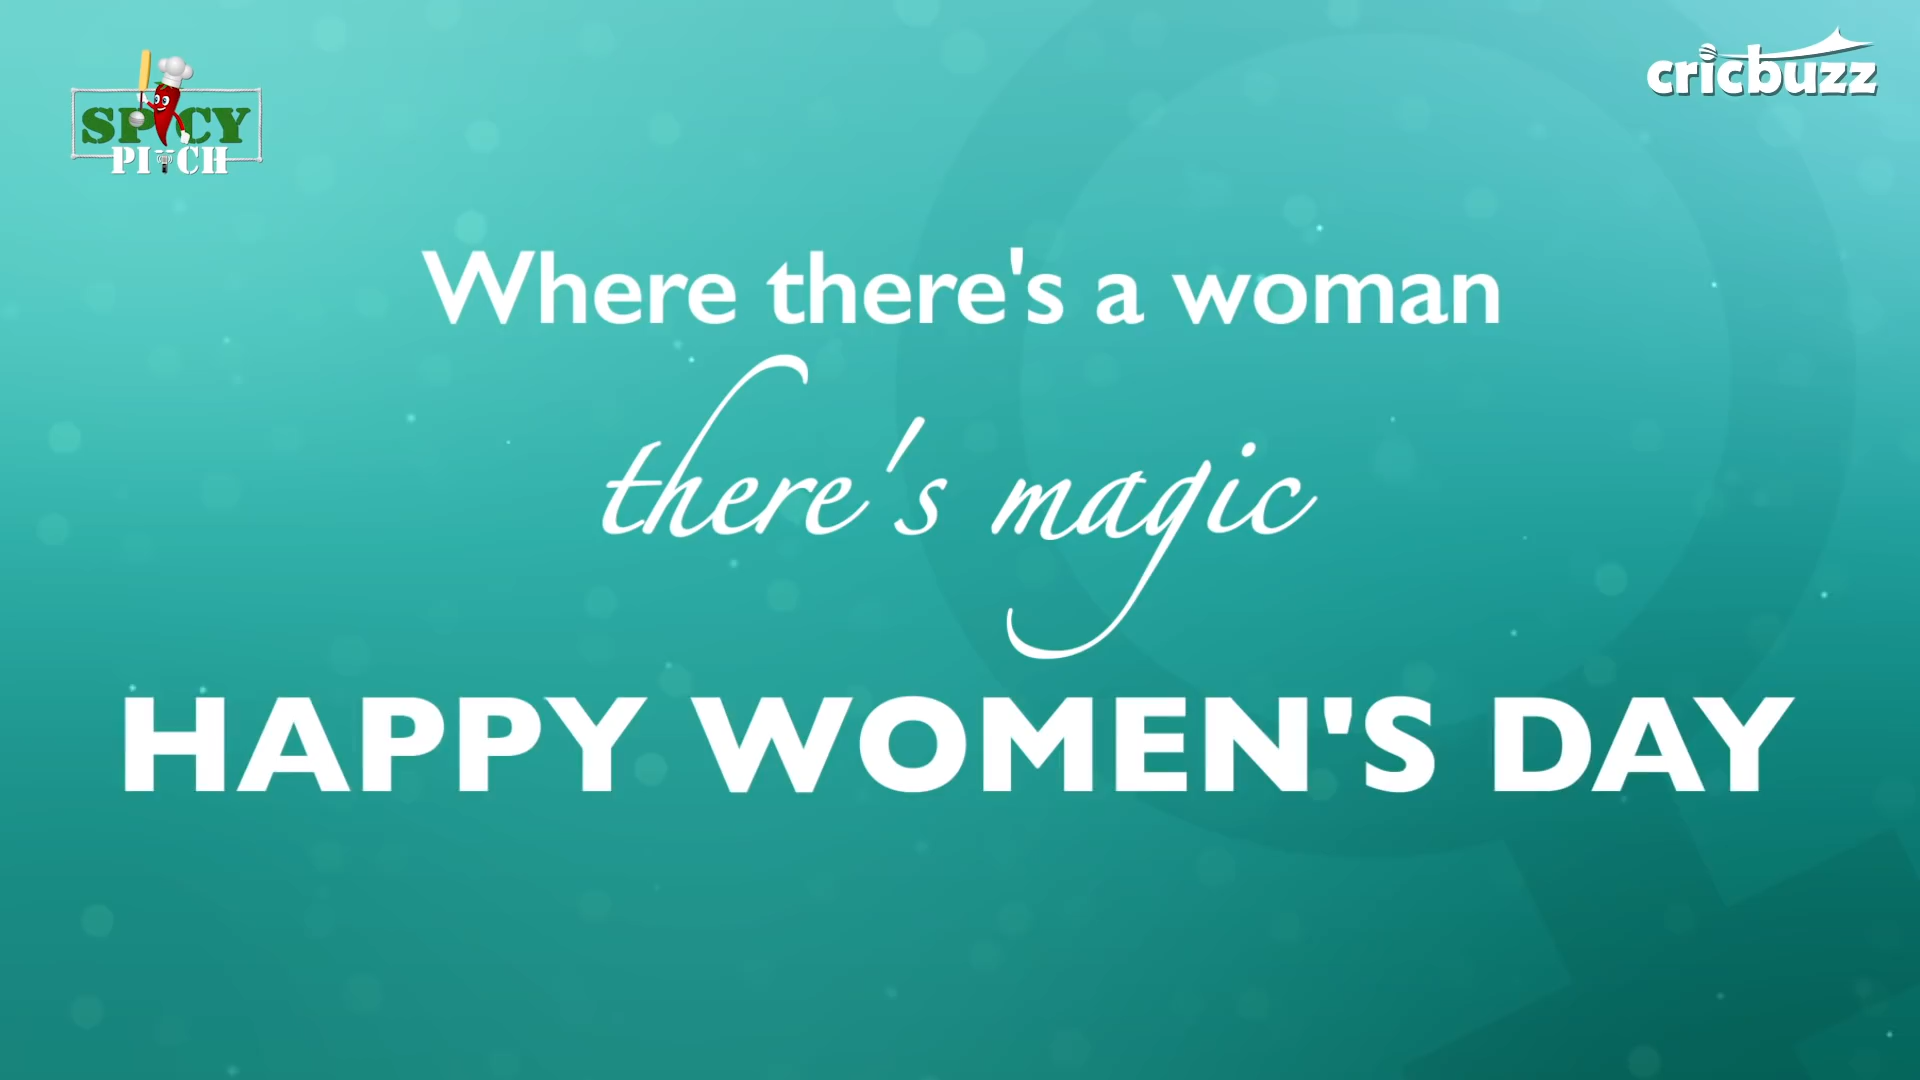 SPICY
PITCH
cricbuzz
Where there's a woman
there's magic
HAPPY WOMEN'S DAY